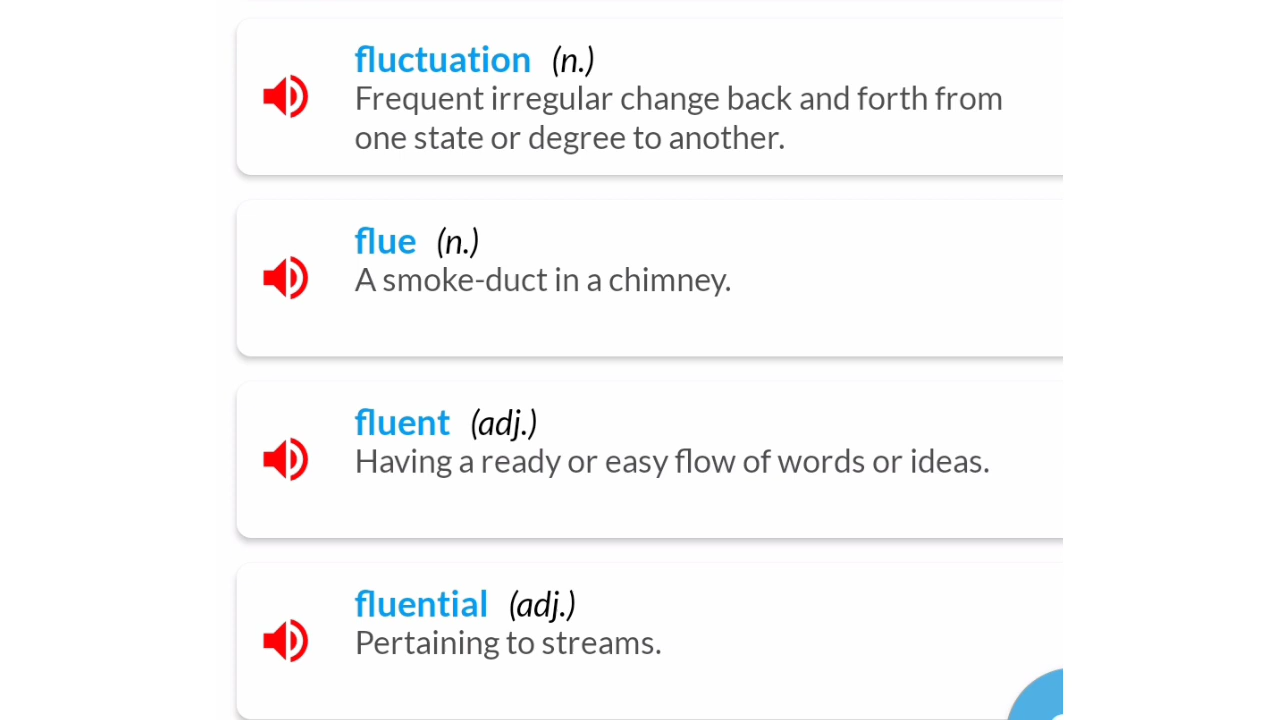 fluctuation (n.)
Frequent irregular change back and forth from
one state or degree to another.
flue (n.)
A smoke-duct in a chimney.
fluent (adj.)
Having a ready or easy flow of words or ideas.
fluential (adj.)
Pertaining to streams.